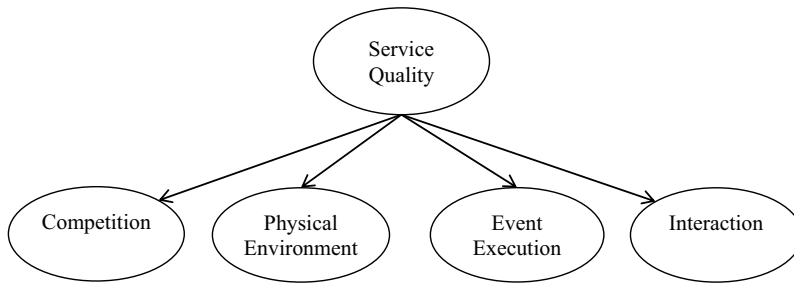 Service
Quality
Competition
Physical
Environment
Event
Execution
Interaction